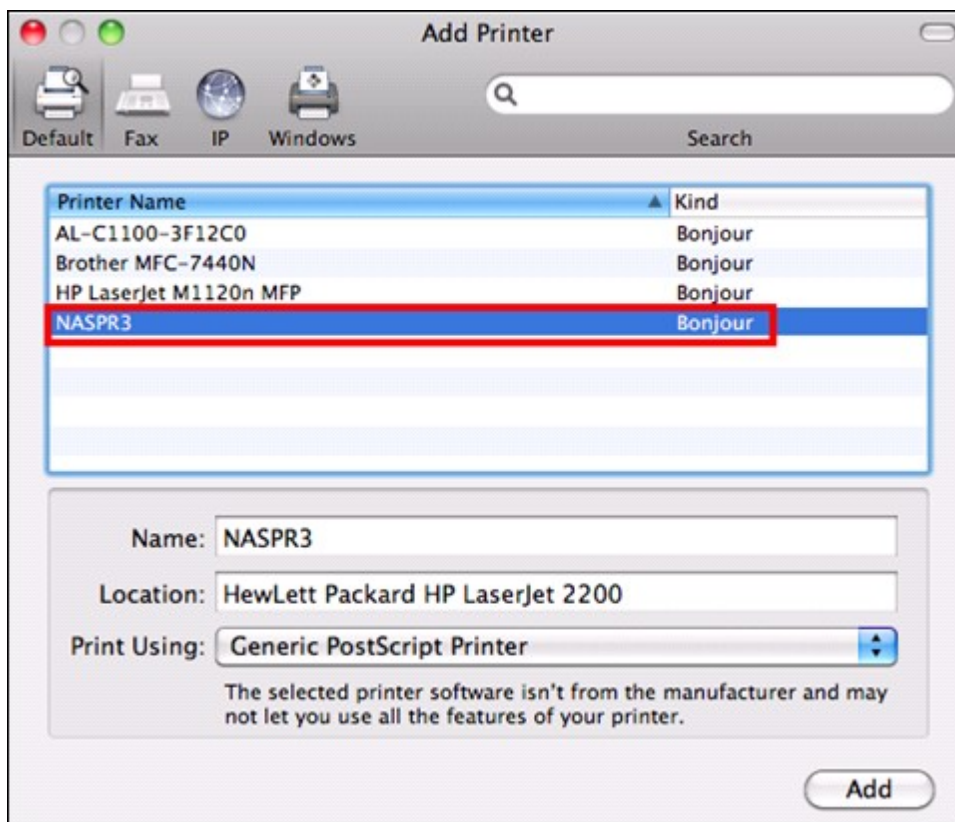 Add Printer
Default Fax IP Windows Search
Printer Name Kind
AL-C1100-3F12C0 Bonjour
Brother MFC-7440N Bonjour
HP LaserJet M1120n MFP Bonjour
NASPR3 Bonjour
Name: NASPR3
Location: HewLett Packard HP LaserJet 2200
Print Using: Generic PostScript Printer
The selected printer software isn't from the manufacturer and may
not let you use all the features of your printer.
Add